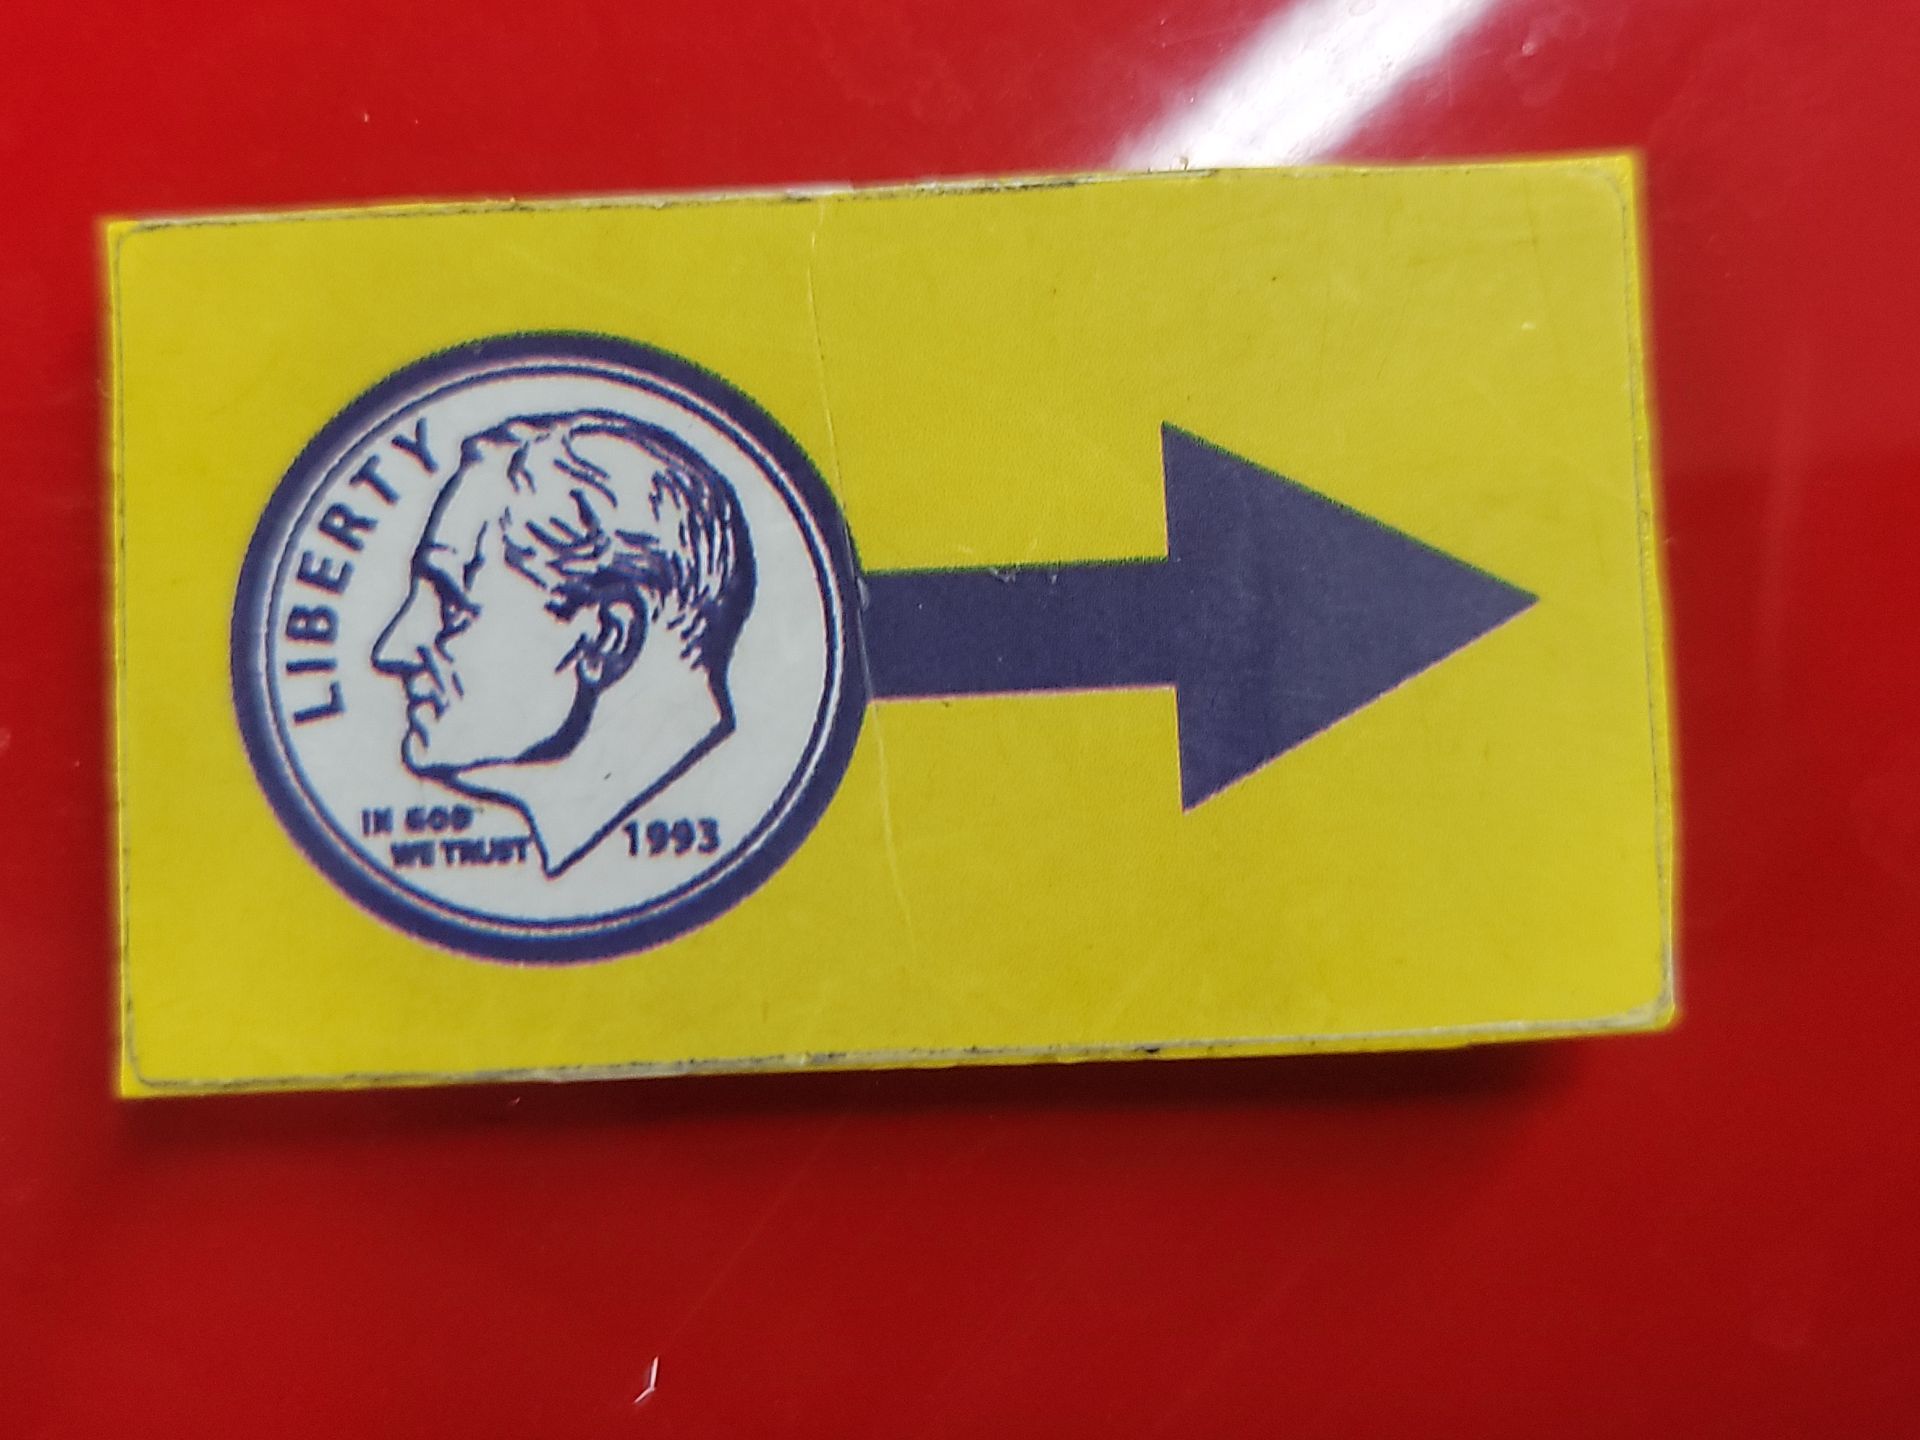 LIBERTY
IN GOD
WE TRUST
1993